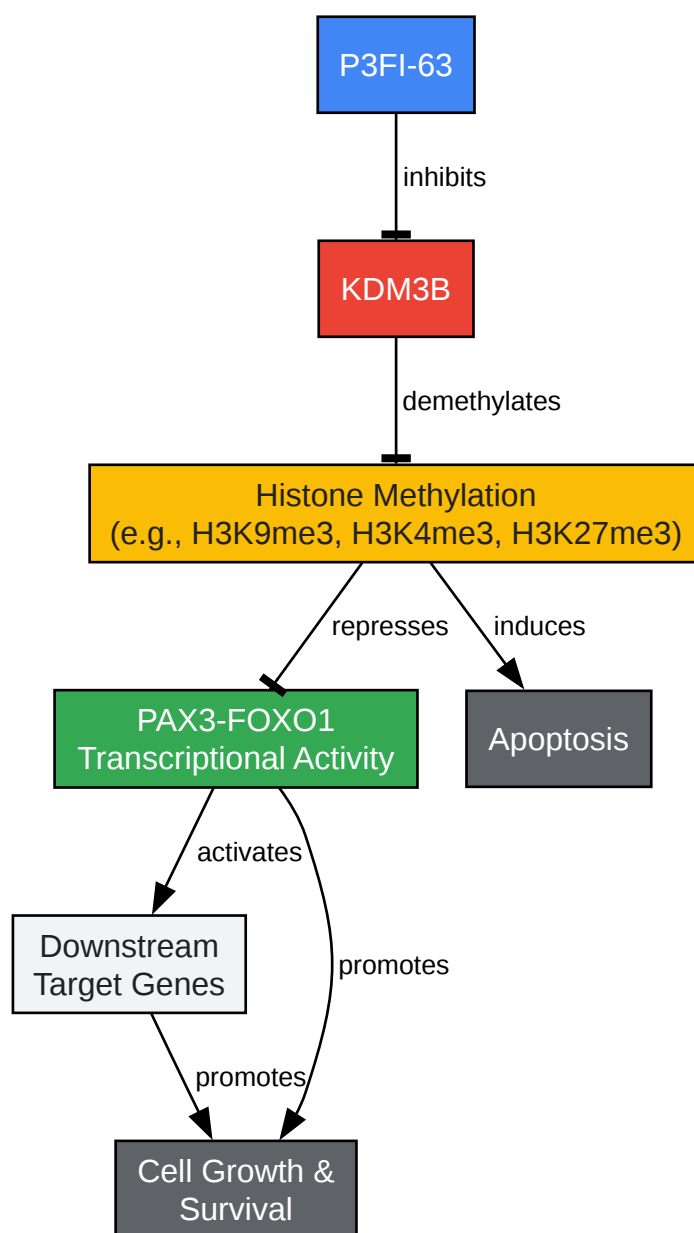 P3FI-63
inhibits
KDM3B
demethylates
Histone Methylation
(e.g., H3K9me3, H3K4me3, H3K27me3)
represses
induces
PAX3-FOXO1
Transcriptional Activity
Apoptosis
activates
Downstream
Target Genes
promotes
promotes
Cell Growth &
Survival